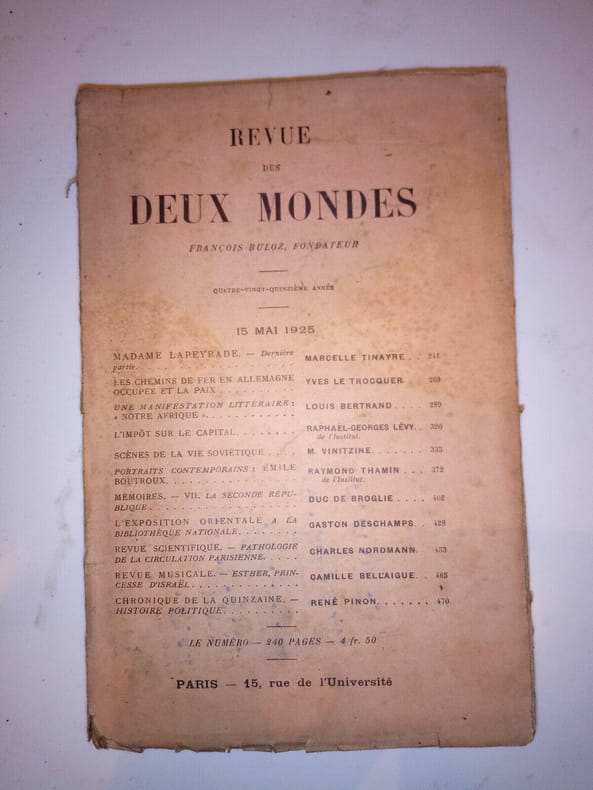 REVUE
DES
DEUX MONDES
FRANÇOIS BULOZ, FONDATEUR
QUATRE-VINGT-QUINZIÈME ANNÉE
15 MAI 1925
MADAME LAPEYRADE. — Dernière
partie. MARCELLE TINAYRE. . 241
LES CHEMINS DE FER EN ALLEMAGNE
OCCUPÉE ET LA PAIX YVES LE TROCQUER 269
UNE MANIFESTATION LITTÉRAIRE :
« NOTRE AFRIQUE ». LOUIS BERTRAND. . . . 289
L'IMPÔT SUR LE CAPITAL. RAPHAËL-GEORGES LÉVY. . 320
de l'Institut.
SCÈNES DE LA VIE SOVIÉTIQUE M. VINITZINE. . . . 335
PORTRAITS CONTEMPORAINS : ÉMILE
BOUTROUX. RAYMOND THAMIN . . . 372
de l'Institut.
MÉMOIRES. — VII. LA SECONDE RÉPU-
BLIQUE. DUC DE BROGLIE . . . . 402
L'EXPOSITION ORIENTALE A LA
BIBLIOTHÈQUE NATIONALE. GASTON DESCHAMPS. . 428
REVUE SCIENTIFIQUE. — PATHOLOGIE
DE LA CIRCULATION PARISIENNE. CHARLES NORDMANN. 453
REVUE MUSICALE. — ESTHER, PRIN-
CESSE D'ISRAËL. CAMILLE BELLAIGUE. . 465
CHRONIQUE DE LA QUINZAINE. —
HISTOIRE POLITIQUE. RENÉ PINON. . . . . . . 470
LE NUMÉRO — 240 PAGES — 4 fr. 50
PARIS — 15, rue de l'Université